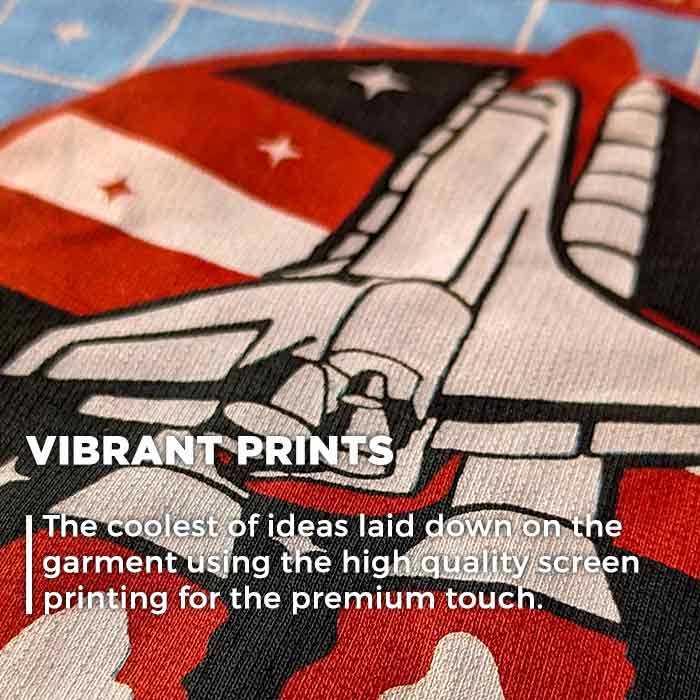 VIBRANT PRINTS
The coolest of ideas laid down on the
garment using the high quality screen
printing for the premium touch.